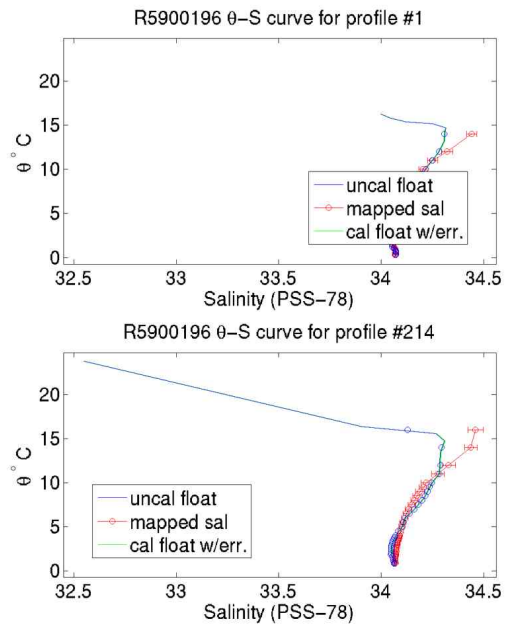 R5900196 θ−S curve for profile #1
20
15
10
5
0
θ° C
uncal float
mapped sal
cal float w/err.
32.5 33 33.5 34 34.5
Salinity (PSS−78)
R5900196 θ−S curve for profile #214
20
15
10
5
0
θ° C
uncal float
mapped sal
cal float w/err.
32.5 33 33.5 34 34.5
Salinity (PSS−78)